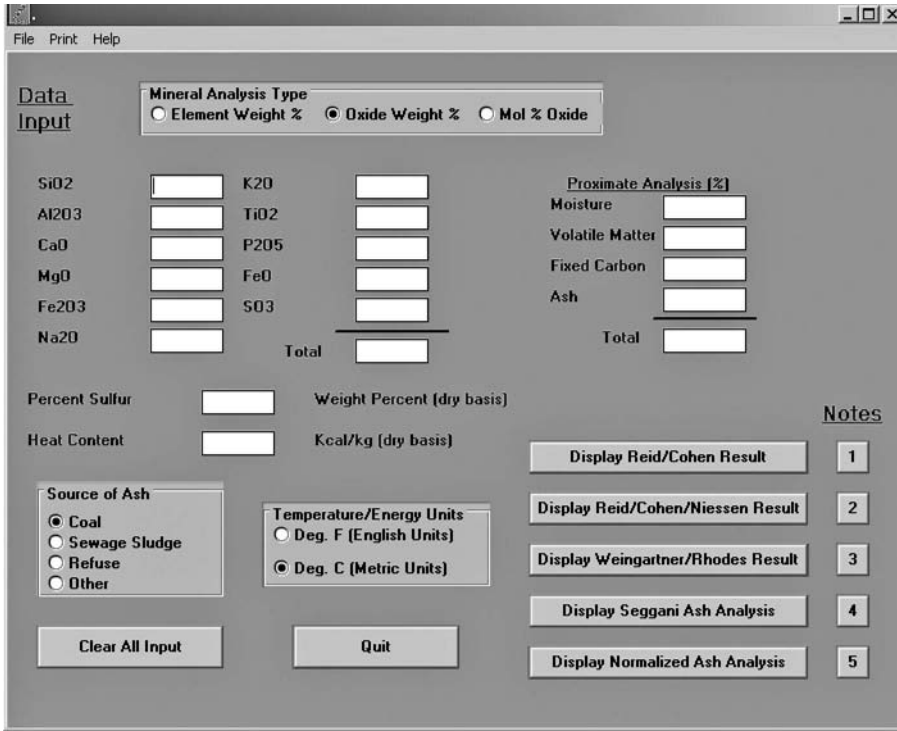 File Print Help
Data
Input
Mineral Analysis Type
Element Weight % Oxide Weight % Mol % Oxide
SiO2 K2O
Al2O3 TiO2
CaO P2O5
MgO FeO
Fe2O3 SO3
Na2O
Total
Proximate Analysis (%)
Moisture
Volatile Matter
Fixed Carbon
Ash
Total
Percent Sulfur Weight Percent (dry basis)
Heat Content Kcal/kg (dry basis)
Source of Ash
Coal
Sewage Sludge
Refuse
Other
Temperature/Energy Units
Deg. F (English Units)
Deg. C (Metric Units)
Clear All Input Quit
Notes
Display Reid/Cohen Result 1
Display Reid/Cohen/Niessen Result 2
Display Weingartner/Rhodes Result 3
Display Seggani Ash Analysis 4
Display Normalized Ash Analysis 5